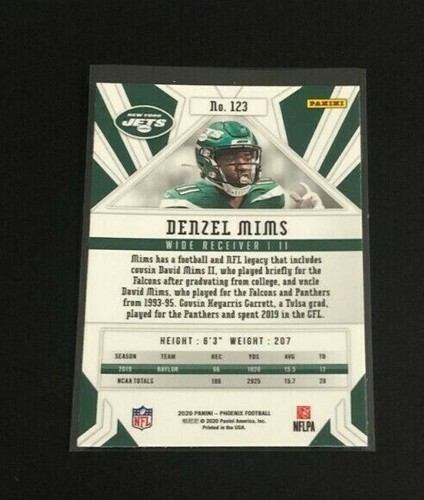 NEW YORK
JETS
No. 123
PANINI
11
DENZEL MIMS
WIDE RECEIVER | 11
Mims has a football and NFL legacy that includes
cousin David Mims II, who played briefly for the
Falcons after graduating from college, and uncle
David Mims, who played for the Falcons and Panthers
from 1993-95. Cousin Keyarris Garrett, a Tulsa grad,
played for the Panthers and spent 2019 in the CFL.
HEIGHT : 6'3" WEIGHT : 207
SEASON TEAM REC YDS AVG TD
2019 BAYLOR 66 1020 15.5 12
NCAA TOTALS 186 2925 15.7 28
2020 PANINI – PHOENIX FOOTBALL
© 2020 Panini America, Inc.
Printed in the USA.
NFL
NFLPA